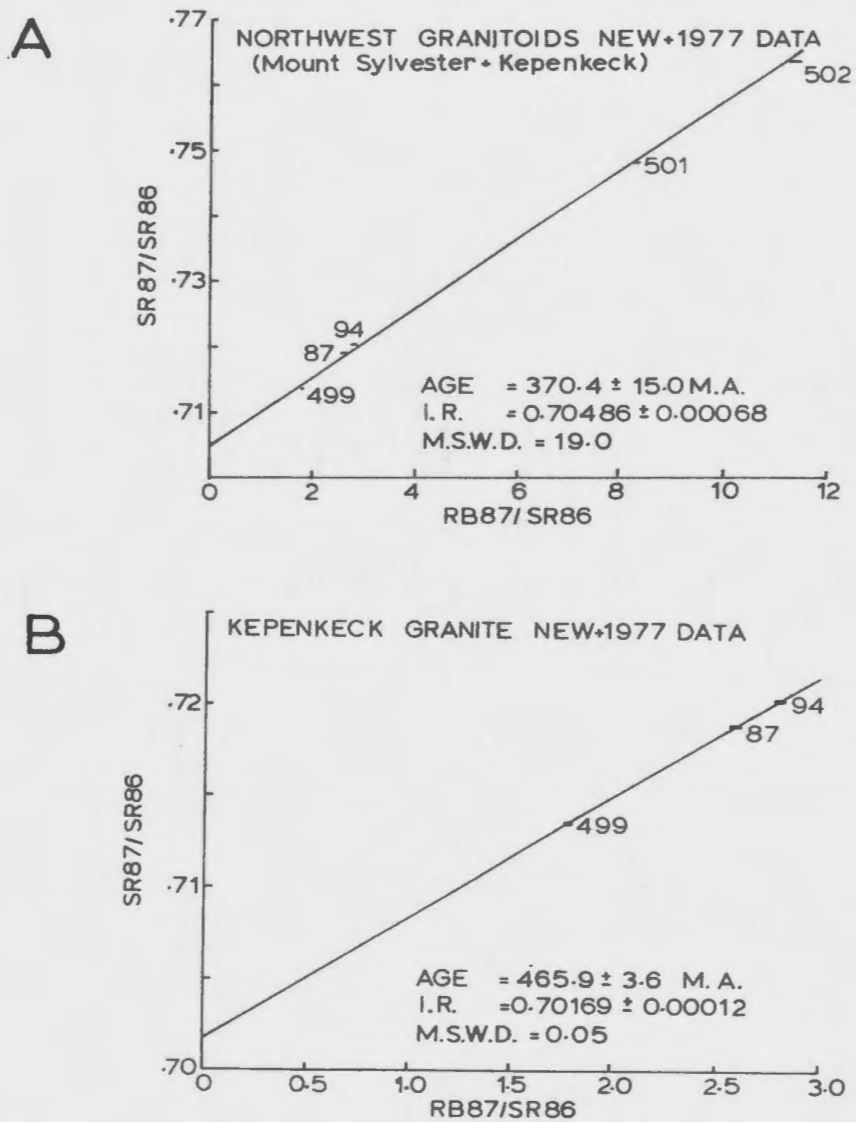 A
NORTHWEST GRANITOIDS NEW+1977 DATA
(Mount Sylvester + Kepenkeck)
·77
·75
·73
·71
SR87/SR86
502
501
94
87
499
AGE = 370·4 ± 15·0 M.A.
I.R. = 0·70486 ± 0·00068
M.S.W.D. = 19·0
0 2 4 6 8 10 12
RB87/SR86
B
KEPENKECK GRANITE NEW+1977 DATA
·72
·71
·70
SR87/SR86
94
87
499
AGE = 465·9 ± 3·6 M.A.
I.R. =0·70169 ± 0·00012
M.S.W.D. = 0·05
0 0·5 1·0 1·5 2·0 2·5 3·0
RB87/SR86